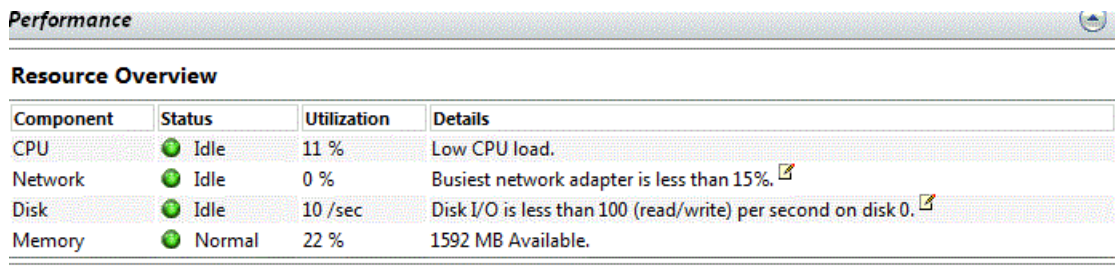 Performance
Resource Overview
Component Status Utilization Details
CPU Idle 11 % Low CPU load.
Network Idle 0 % Busiest network adapter is less than 15%.
Disk Idle 10 /sec Disk I/O is less than 100 (read/write) per second on disk 0.
Memory Normal 22 % 1592 MB Available.